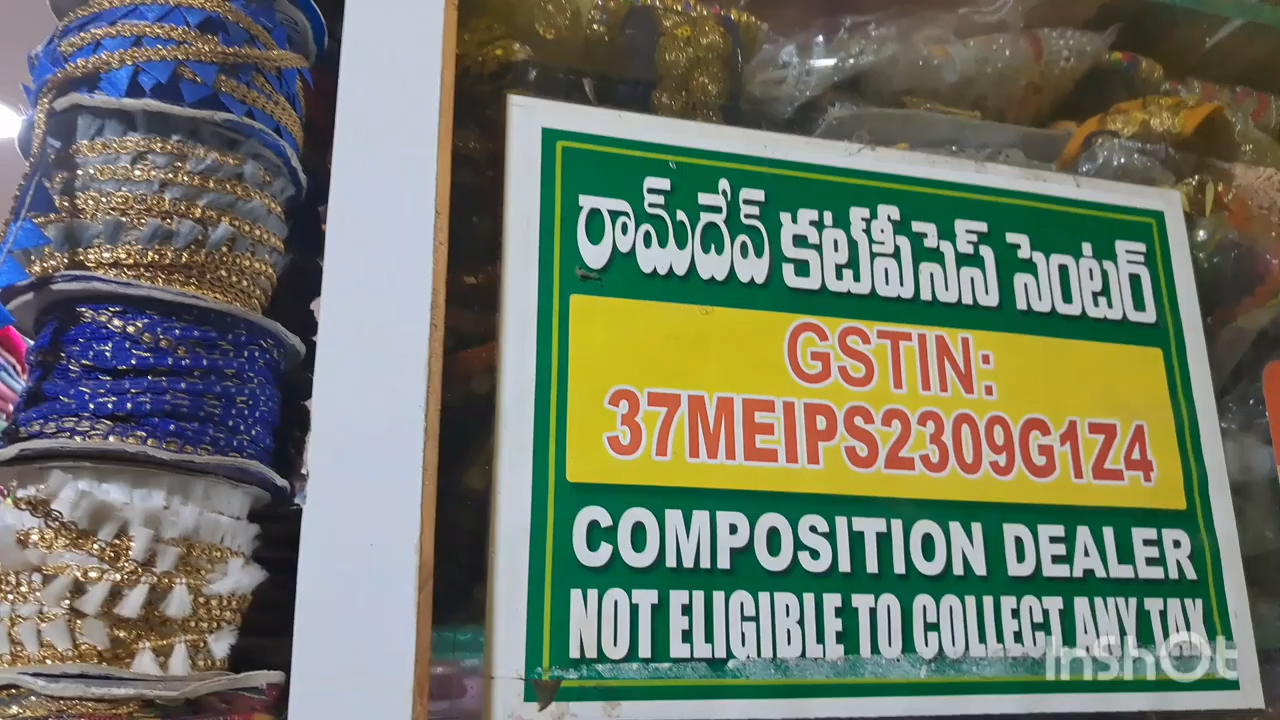 రామ్‌దేవ్ కట్‌పీసెస్ సెంటర్
GSTIN:
37MEIPS2309G1Z4
COMPOSITION DEALER
NOT ELIGIBLE TO COLLECT ANY TAX
InShOt